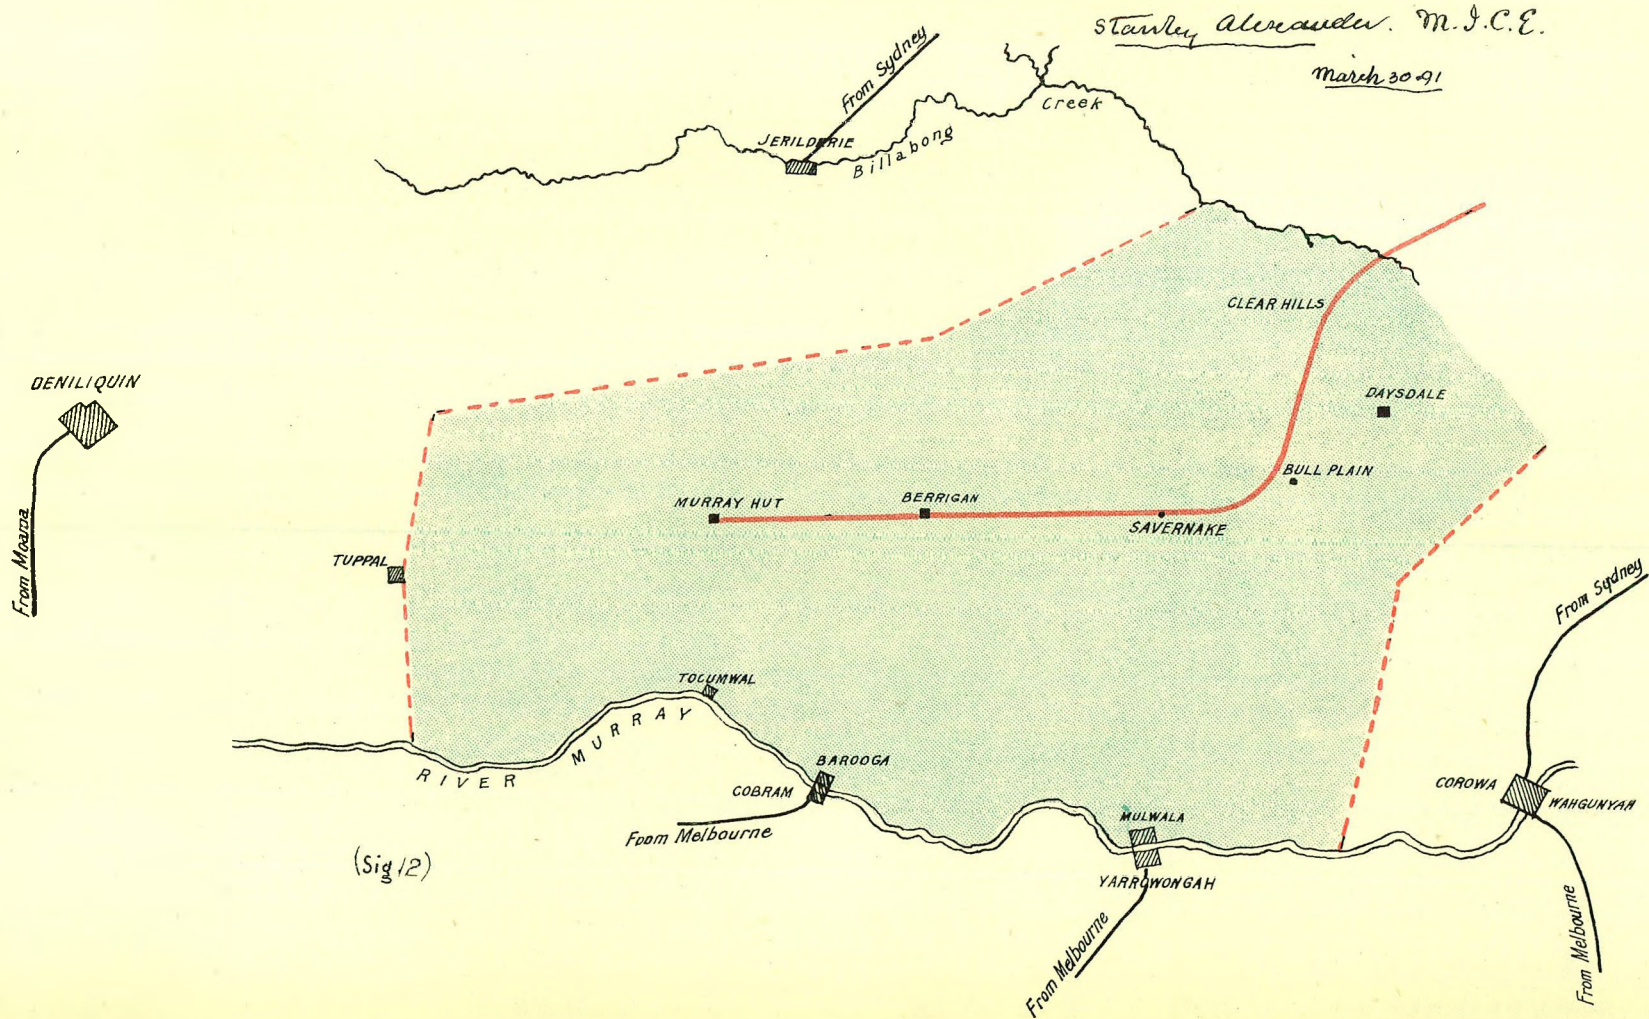 Stanley Alexander. M.I.C.E.
March 30 91
From Sydney
Creek
JERILDERIE
Billabong
CLEAR HILLS
DENILIQUIN
DAYSDALE
BULL PLAIN
MURRAY HUT
BERRIGAN
SAVERNAKE
From Moama
TUPPAL
From Sydney
TOCUMWAL
RIVER MURRAY
BAROOGA
COBRAM
COROWA
WAHGUNYAH
MULWALA
From Melbourne
(Sig 12)
YARROWONGAH
From Melbourne
From Melbourne